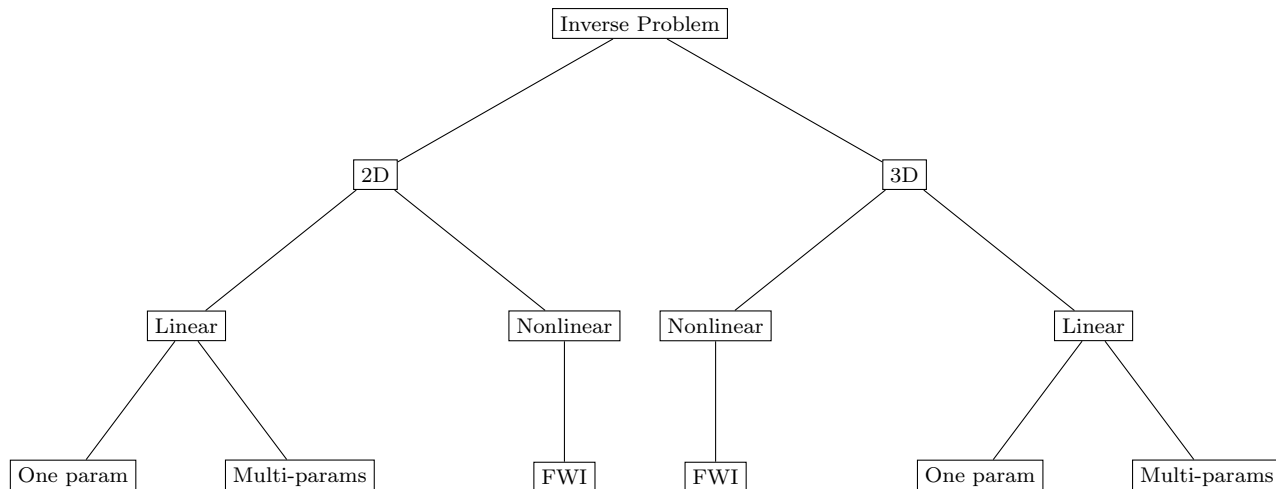 Inverse Problem
2D
3D
Linear
Nonlinear
Nonlinear
Linear
One param
Multi-params
FWI
FWI
One param
Multi-params